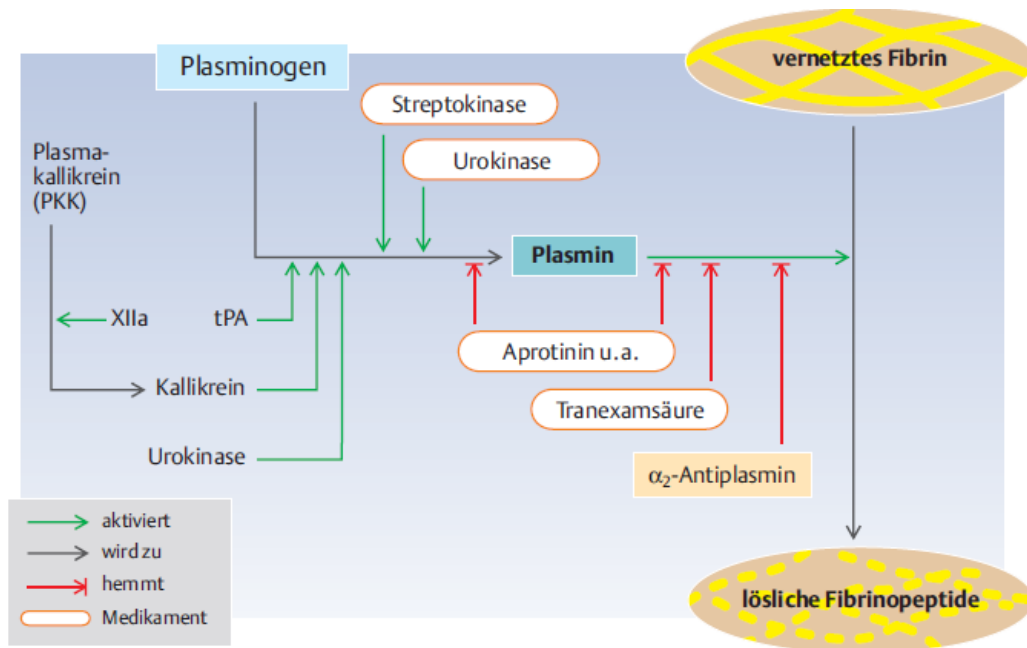 Plasminogen
vernetztes Fibrin
Streptokinase
Urokinase
Plasma-
kallikrein
(PKK)
Plasmin
XIIa
tPA
Aprotinin u. a.
Kallikrein
Tranexamsäure
Urokinase
α₂-Antiplasmin
aktiviert
wird zu
hemmt
Medikament
lösliche Fibrinopeptide